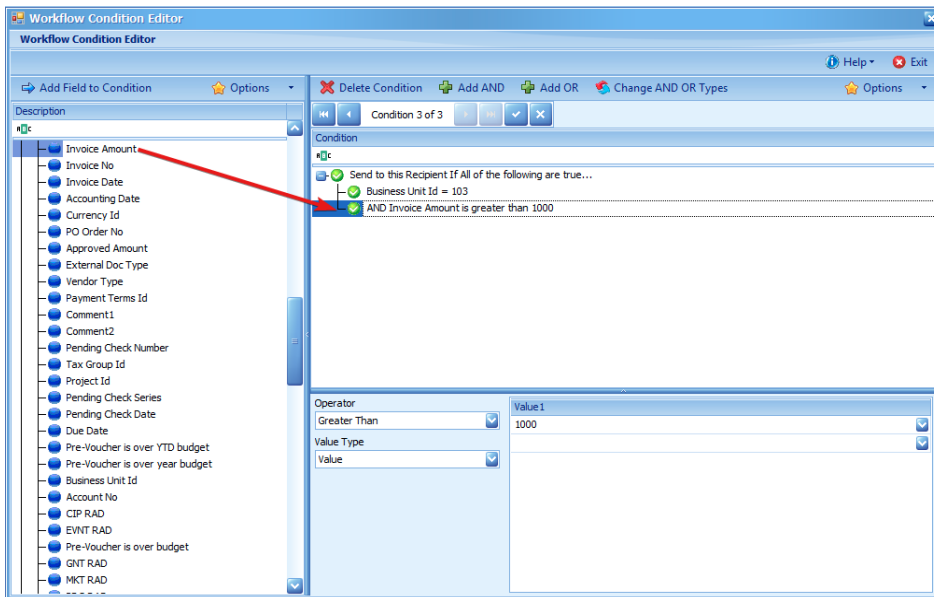 Workflow Condition Editor
Workflow Condition Editor
Help Exit
Add Field to Condition Options
Delete Condition Add AND Add OR Change AND OR Types Options
Description
Condition 3 of 3
Condition
Invoice Amount
Invoice No
Invoice Date
Accounting Date
Currency Id
PO Order No
Approved Amount
External Doc Type
Vendor Type
Payment Terms Id
Comment1
Comment2
Pending Check Number
Tax Group Id
Project Id
Pending Check Series
Pending Check Date
Due Date
Pre-Voucher is over YTD budget
Pre-Voucher is over year budget
Business Unit Id
Account No
CIP RAD
EVNT RAD
Pre-Voucher is over budget
GNT RAD
MKT RAD
Send to this Recipient If All of the following are true...
Business Unit Id = 103
AND Invoice Amount is greater than 1000
Operator
Greater Than
Value Type
Value
Value1
1000